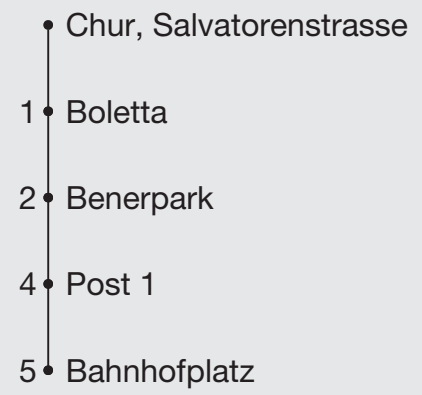 Chur, Salvatorenstrasse
1 Boletta
2 Benerpark
4 Post 1
5 Bahnhofplatz